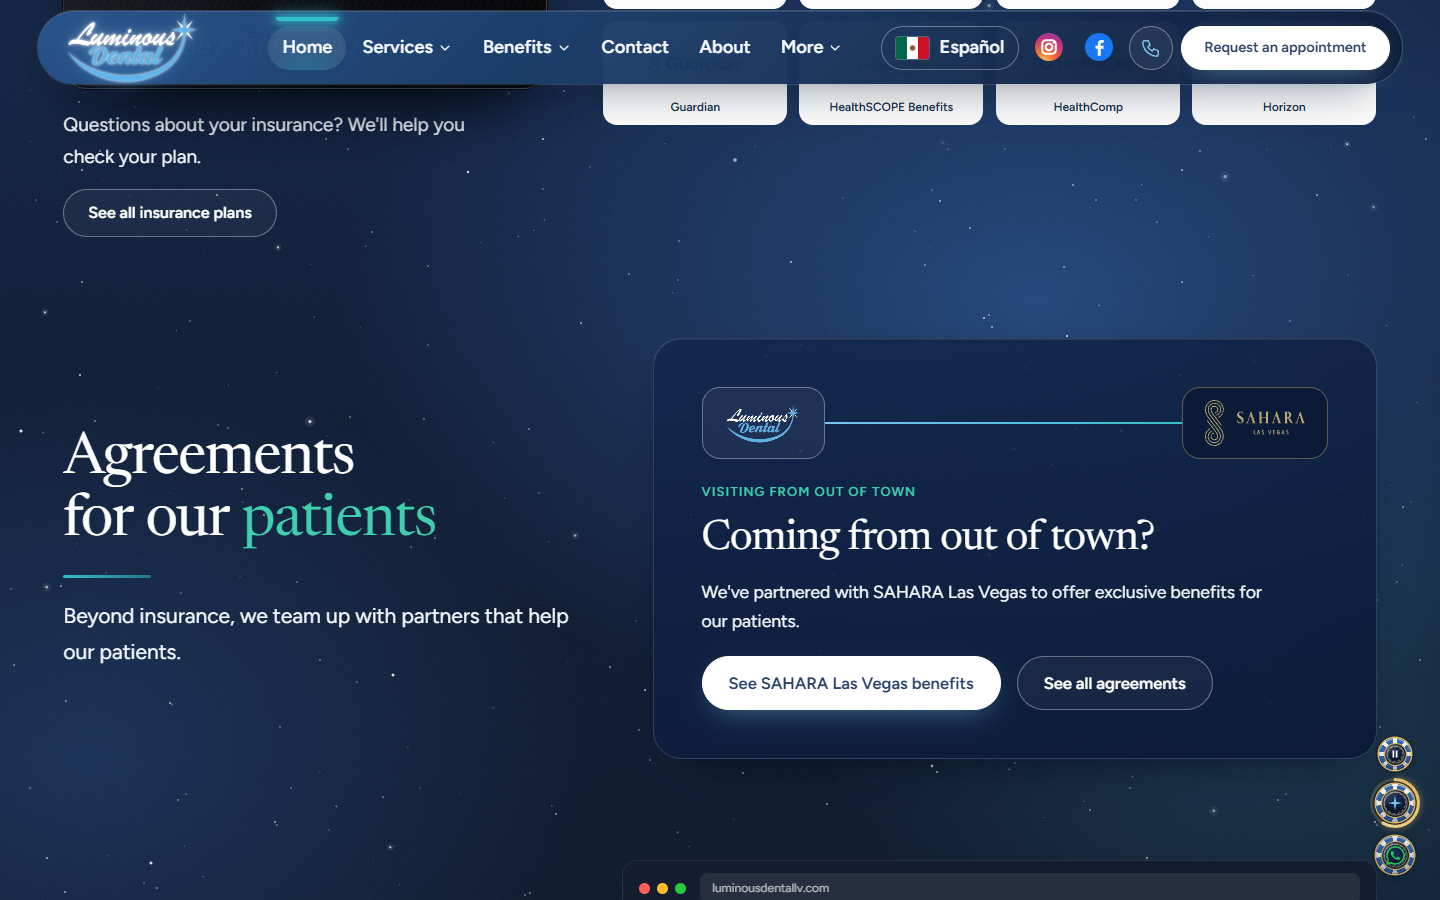 Luminous
Dental
Home
Services
Benefits
Contact
About
More
Español
Request an appointment
Guardian
HealthSCOPE Benefits
HealthComp
Horizon
Questions about your insurance? We'll help you
check your plan.
See all insurance plans
Agreements
for our patients
Beyond insurance, we team up with partners that help
our patients.
Luminous
Dental
SAHARA
LAS VEGAS
VISITING FROM OUT OF TOWN
Coming from out of town?
We've partnered with SAHARA Las Vegas to offer exclusive benefits for
our patients.
See SAHARA Las Vegas benefits
See all agreements
luminousdentallv.com